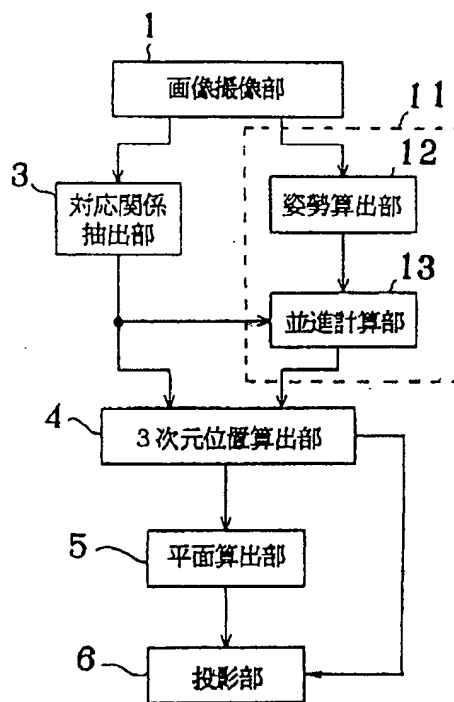 1
画像撮像部
11
3
対応関係
抽出部
12
姿勢算出部
13
並進計算部
4
3次元位置算出部
5
平面算出部
6
投影部